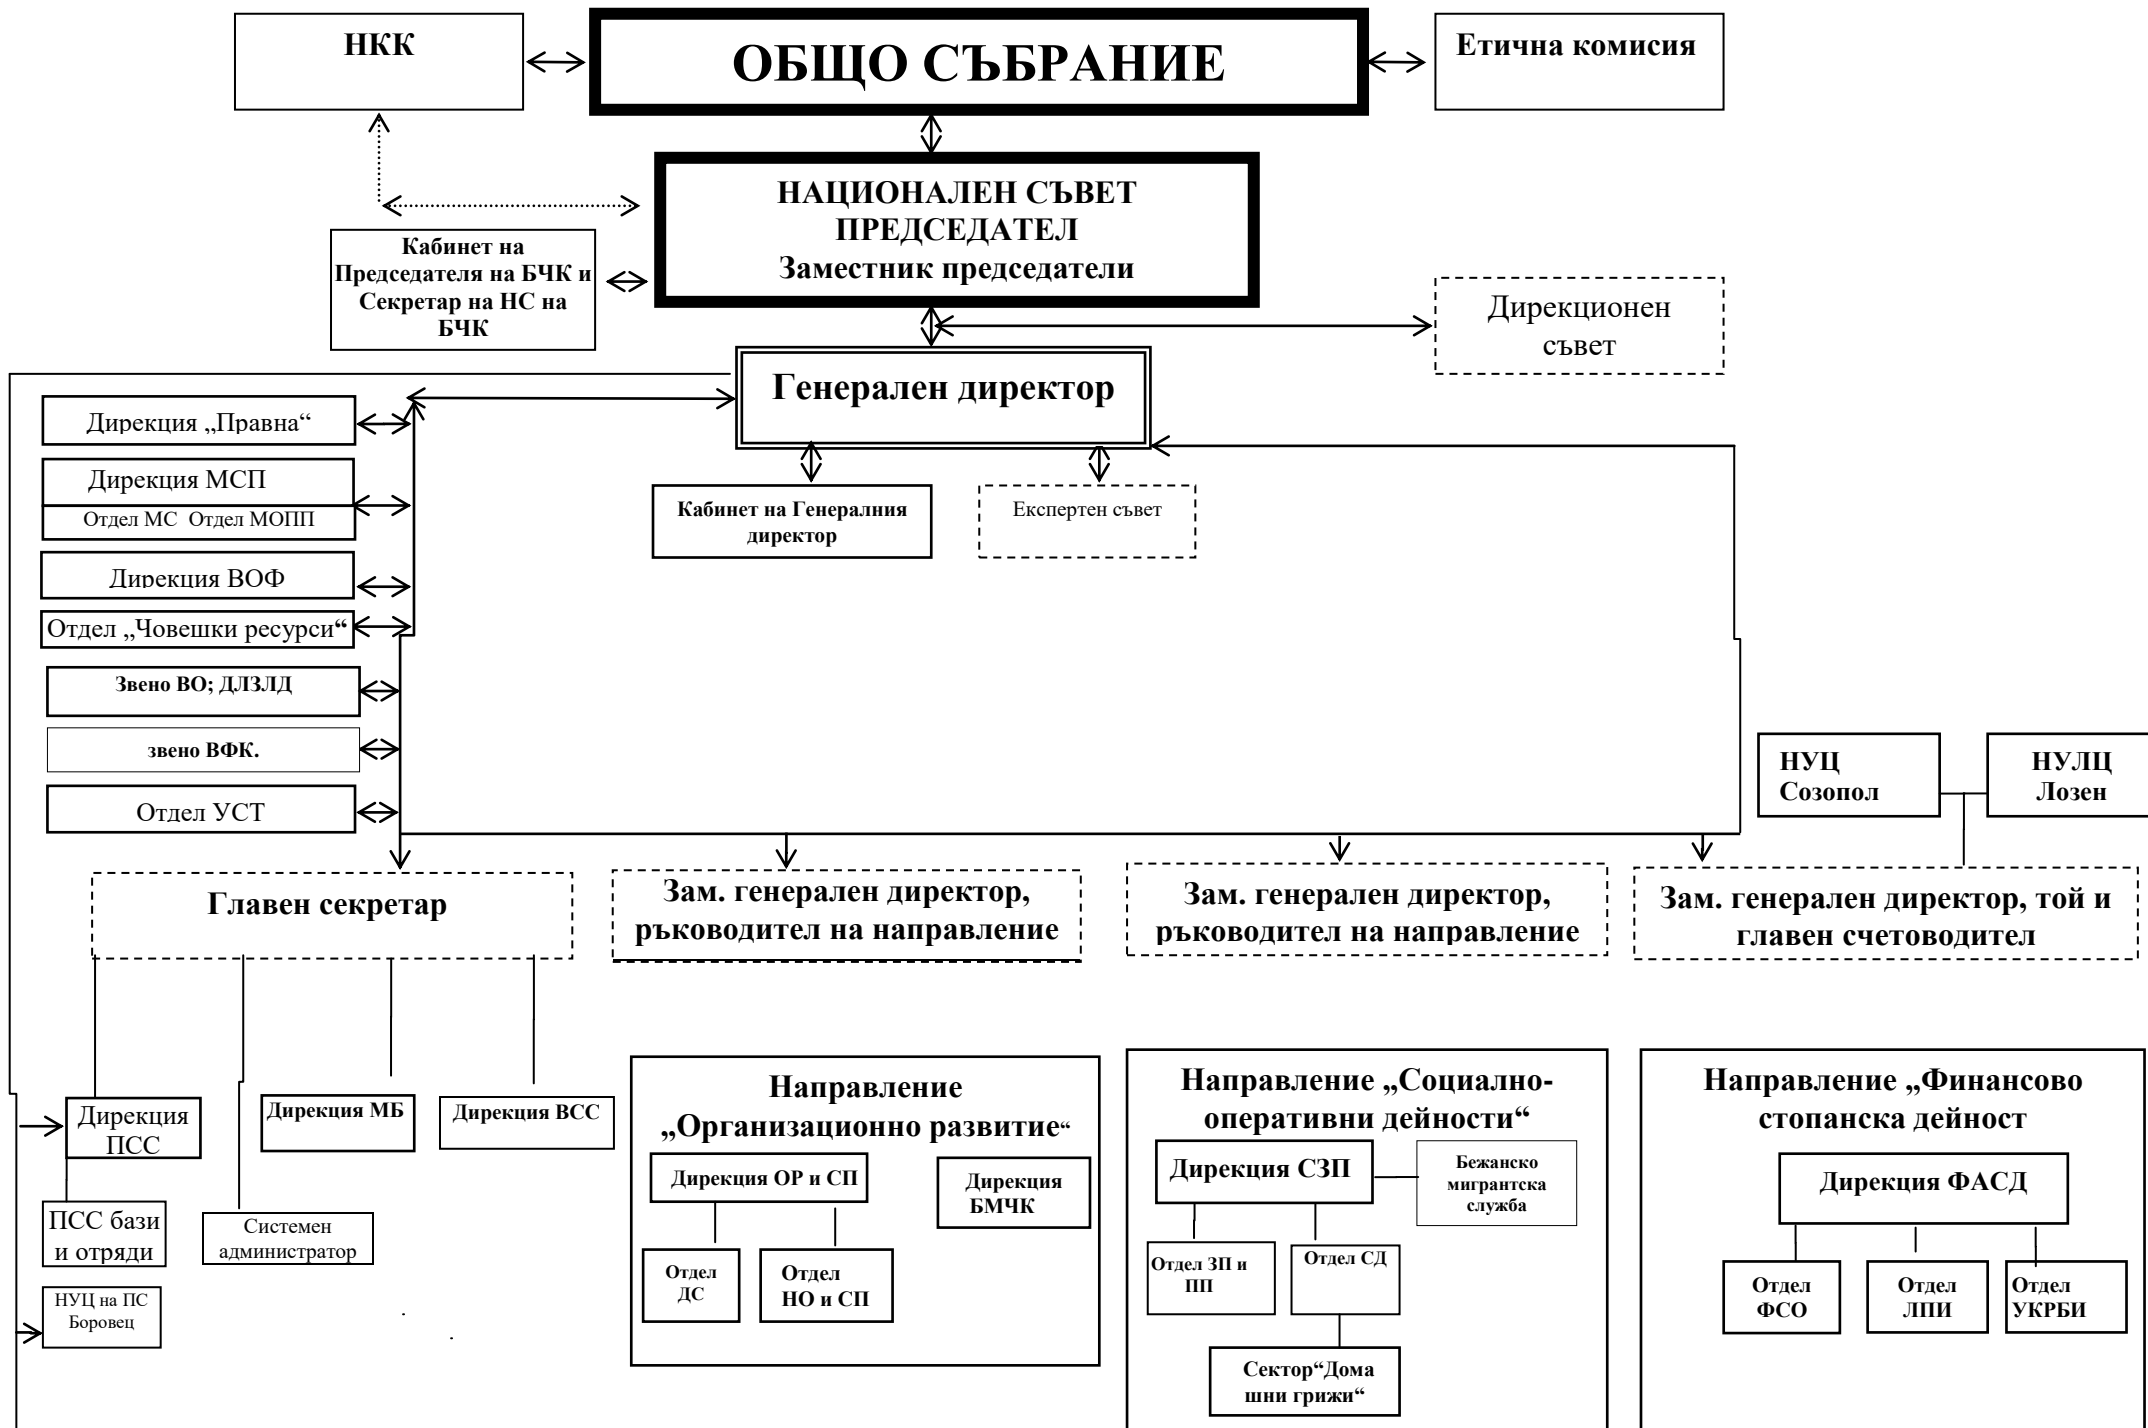 НКК
ОБЩО СЪБРАНИЕ
Етична комисия
НАЦИОНАЛЕН СЪВЕТ
ПРЕДСЕДАТЕЛ
Заместник председатели
Кабинет на
Председателя на БЧК и
Секретар на НС на
БЧК
Дирекционен
съвет
Генерален директор
Дирекция „Правна“
Дирекция МСП
Отдел МС Отдел МОПП
Дирекция ВОФ
Отдел „Човешки ресурси“
Звено ВО; ДЛЗЛД
звено ВФК.
Отдел УСТ
Кабинет на Генералния
директор
Експертен съвет
НУЦ
Созопол
НУЛЦ
Лозен
Главен секретар
Зам. генерален директор,
ръководител на направление
Зам. генерален директор,
ръководител на направление
Зам. генерален директор, той и
главен счетоводител
Дирекция
ПСС
Дирекция МБ
Дирекция ВСС
ПСС бази
и отряди
Системен
администратор
НУЦ на ПС
Боровец
Направление
„Организационно развитие“
Дирекция ОР и СП
Дирекция
БМЧК
Отдел
ДС
Отдел
НО и СП
Направление „Социално-
оперативни дейности“
Дирекция СЗП
Бежанско
мигрантска
служба
Отдел ЗП и
ПП
Отдел СД
Сектор“Дома
шни грижи“
Направление „Финансово
стопанска дейност
Дирекция ФАСД
Отдел
ФСО
Отдел
ЛПИ
Отдел
УКРБИ